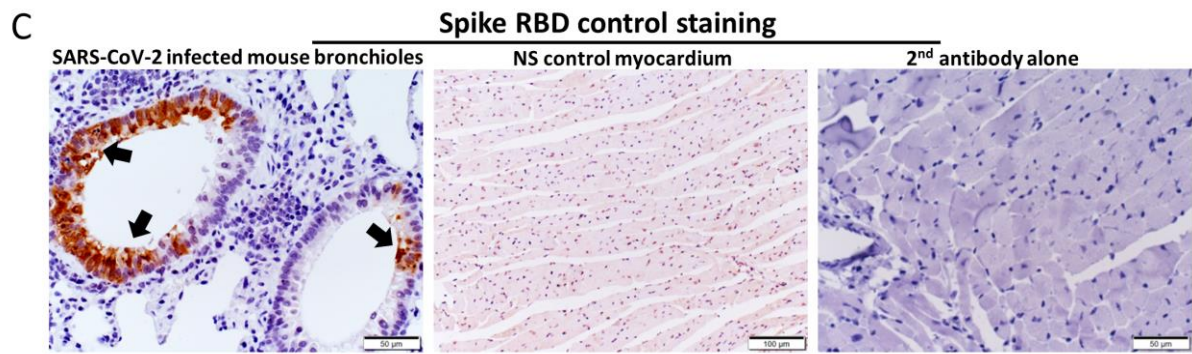 C
Spike RBD control staining
SARS-CoV-2 infected mouse bronchioles
NS control myocardium
2nd antibody alone
50 µm
100 µm
50 µm